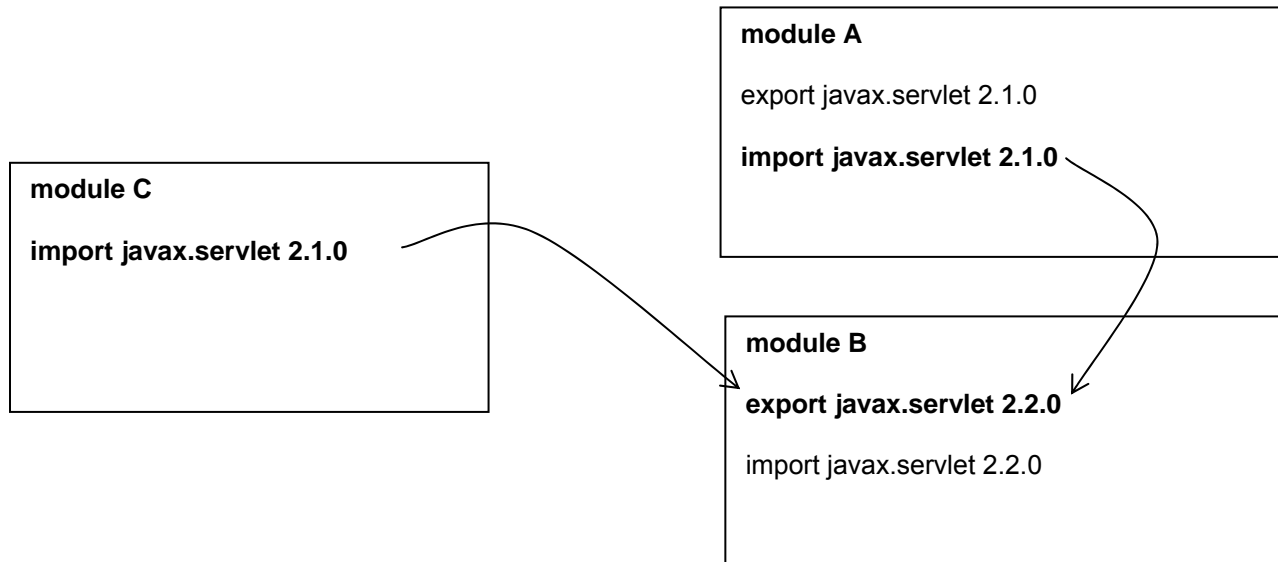 module A
export javax.servlet 2.1.0
import javax.servlet 2.1.0
module C
import javax.servlet 2.1.0
module B
export javax.servlet 2.2.0
import javax.servlet 2.2.0